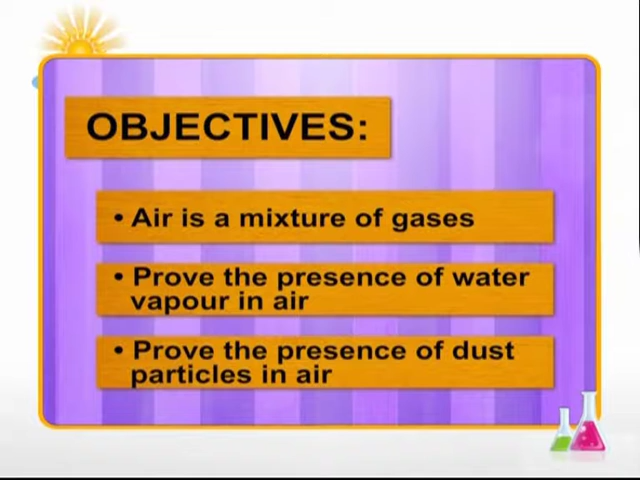 OBJECTIVES:
• Air is a mixture of gases
• Prove the presence of water
vapour in air
• Prove the presence of dust
particles in air